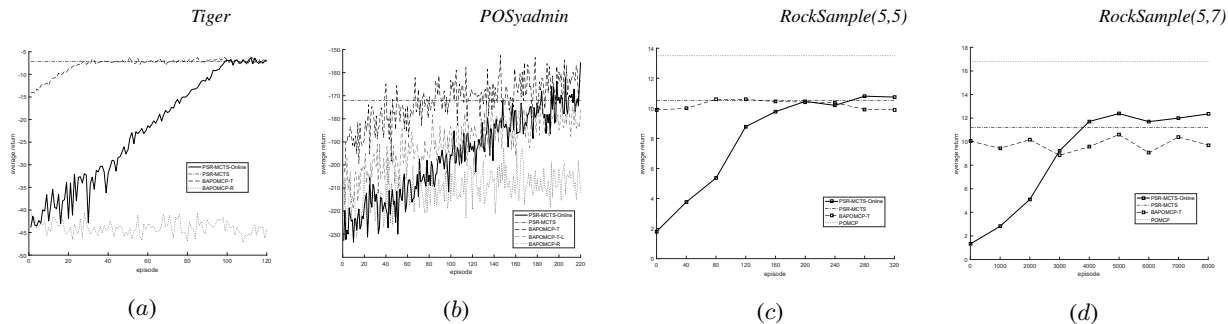 Tiger
POSyadmin
RockSample(5,5)
RockSample(5,7)
-5
-10
-15
-20
-25
-30
-35
-40
-45
-50
average return
0
20
40
60
80
100
120
episode
PSR-MCTS-Online
PSR-MCTS
BAPOMCP-T
BAPOMCP-R
(a)
-150
-160
-170
-180
-190
-200
-210
-220
-230
average return
0
20
40
60
80
100
120
140
160
180
200
220
episode
PSR-MCTS-Online
PSR-MCTS
BAPOMCP-T
BAPOMCP-T-L
BAPOMCP-R
(b)
14
12
10
8
6
4
2
0
average return
0
40
80
120
160
200
240
280
320
episode
PSR-MCTS-Online
PSR-MCTS
BAPOMCP-T
POMCP
(c)
18
16
14
12
10
8
6
4
2
0
average return
0
1000
2000
3000
4000
5000
6000
7000
8000
episode
PSR-MCTS-Online
PSR-MCTS
BAPOMCP-T
POMCP
(d)